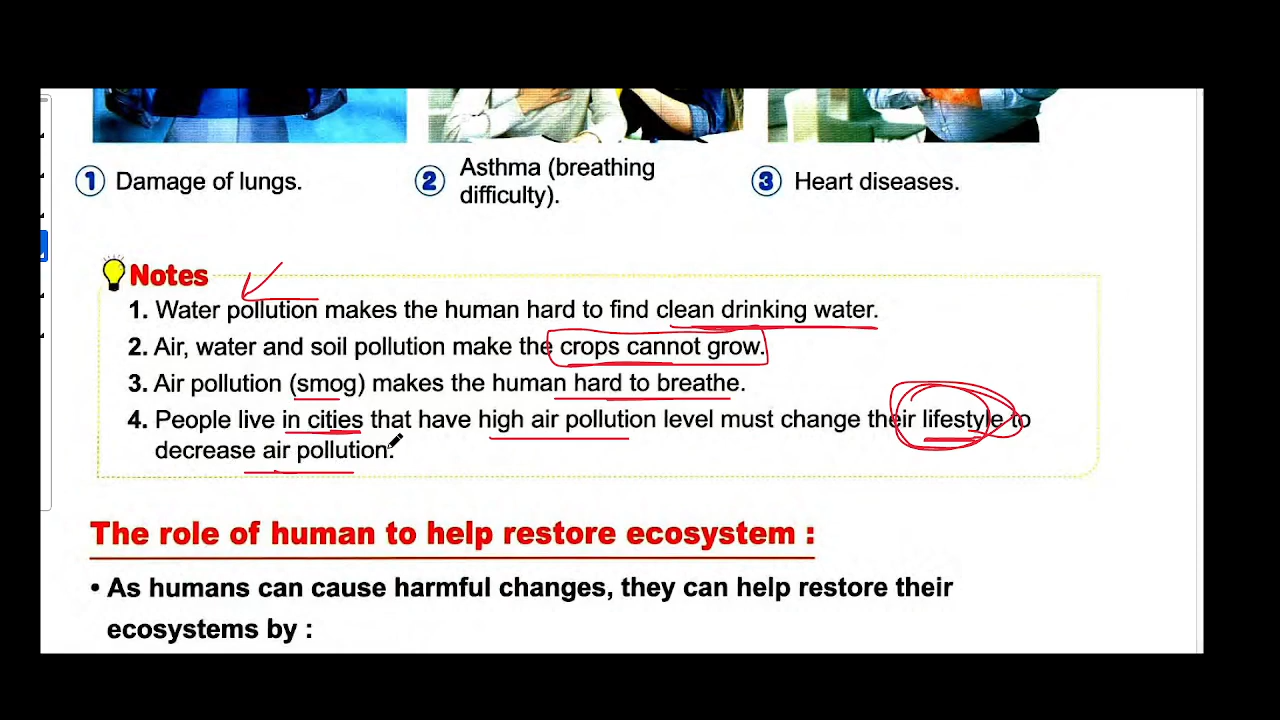 1 Damage of lungs.
2 Asthma (breathing
difficulty).
3 Heart diseases.
Notes
1. Water pollution makes the human hard to find clean drinking water.
2. Air, water and soil pollution make the crops cannot grow.
3. Air pollution (smog) makes the human hard to breathe.
4. People live in cities that have high air pollution level must change their lifestyle to
decrease air pollution.
The role of human to help restore ecosystem :
• As humans can cause harmful changes, they can help restore their
ecosystems by :